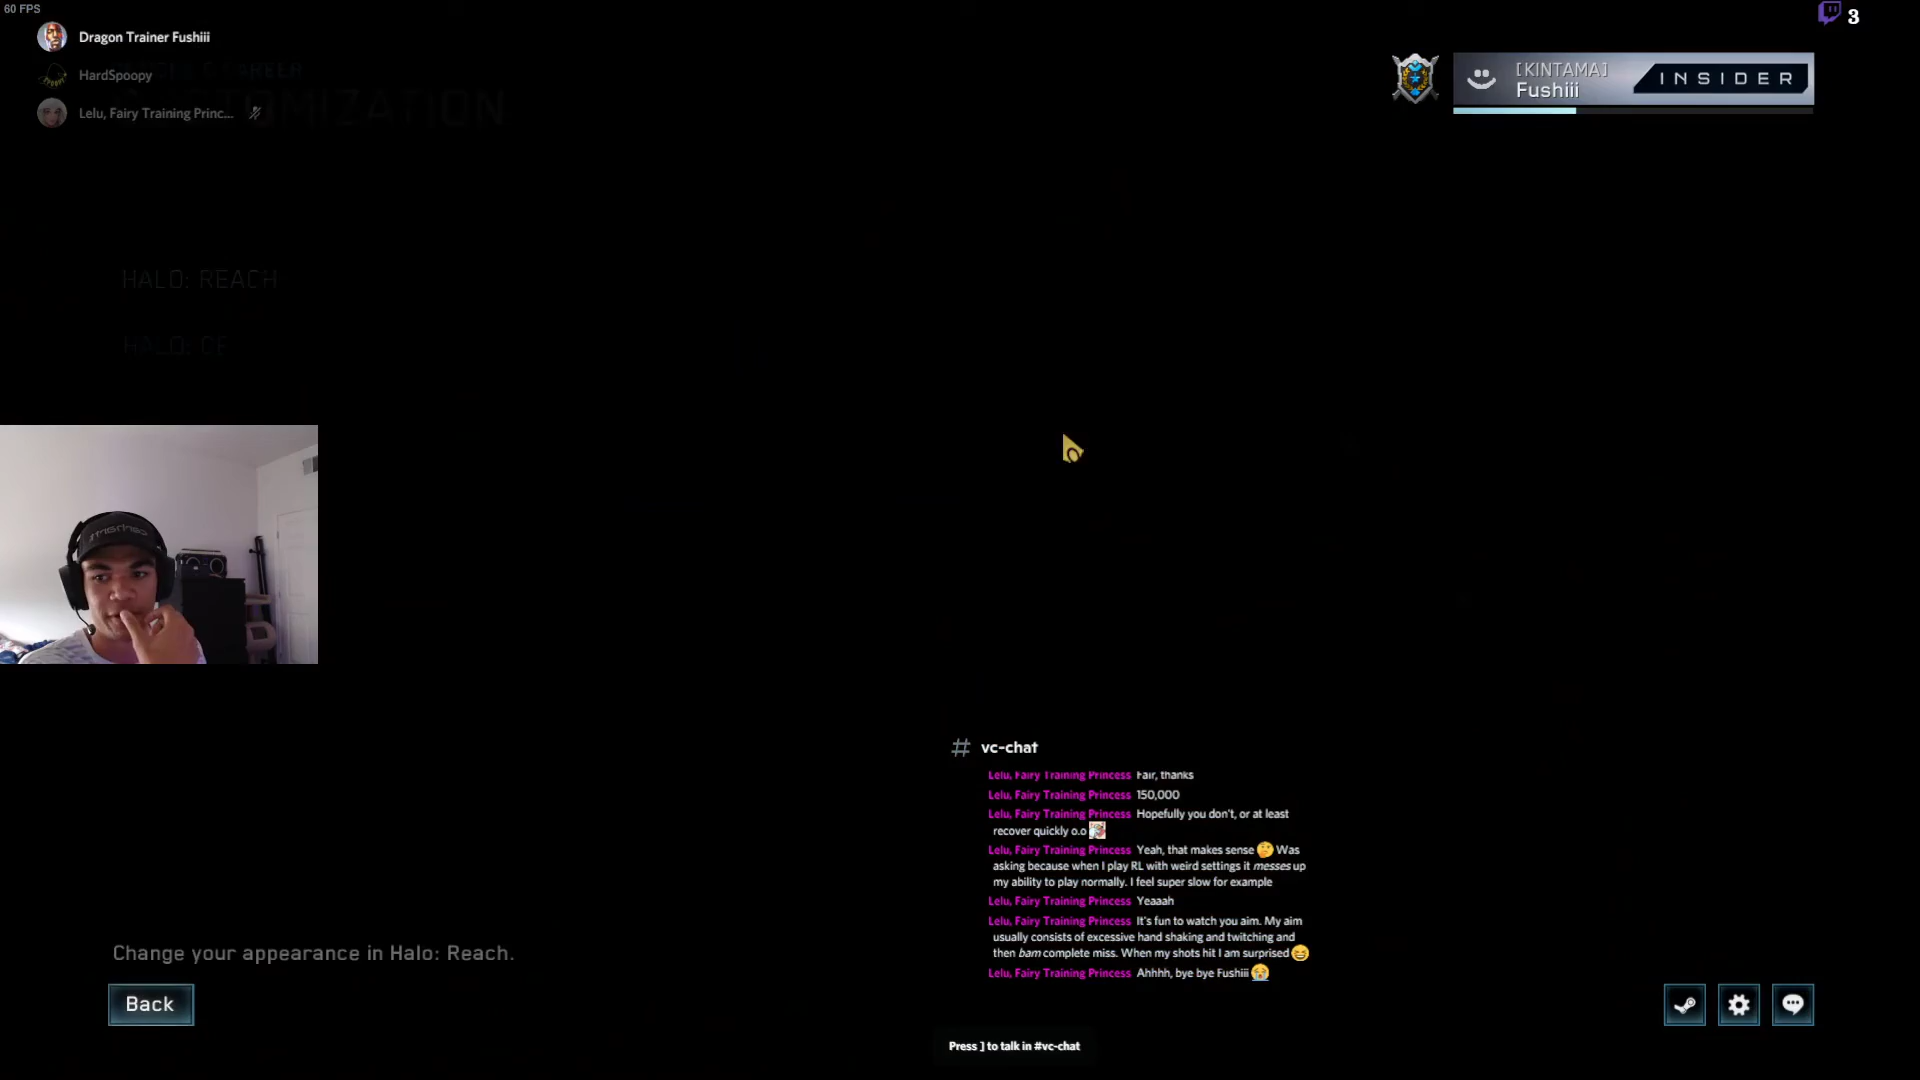 60 FPS
3
Dragon Trainer Fushiii
HardSpoopy
Lelu, Fairy Training Princ...
CUSTOMIZATION
[KINTAMA]
Fushiii
INSIDER
HALO: REACH
HALO: CE
# vc-chat
Lelu, Fairy Training Princess Fair, thanks
Lelu, Fairy Training Princess 150,000
Lelu, Fairy Training Princess Hopefully you don't, or at least
recover quickly o.o
Lelu, Fairy Training Princess Yeah, that makes sense 🤔 Was
asking because when I play RL with weird settings it messes up
my ability to play normally. I feel super slow for example
Lelu, Fairy Training Princess Yeaaah
Lelu, Fairy Training Princess It's fun to watch you aim. My aim
usually consists of excessive hand shaking and twitching and
then bam complete miss. When my shots hit I am surprised 😆
Lelu, Fairy Training Princess Ahhhh, bye bye Fushiii 😭
Change your appearance in Halo: Reach.
Back
Press ] to talk in #vc-chat